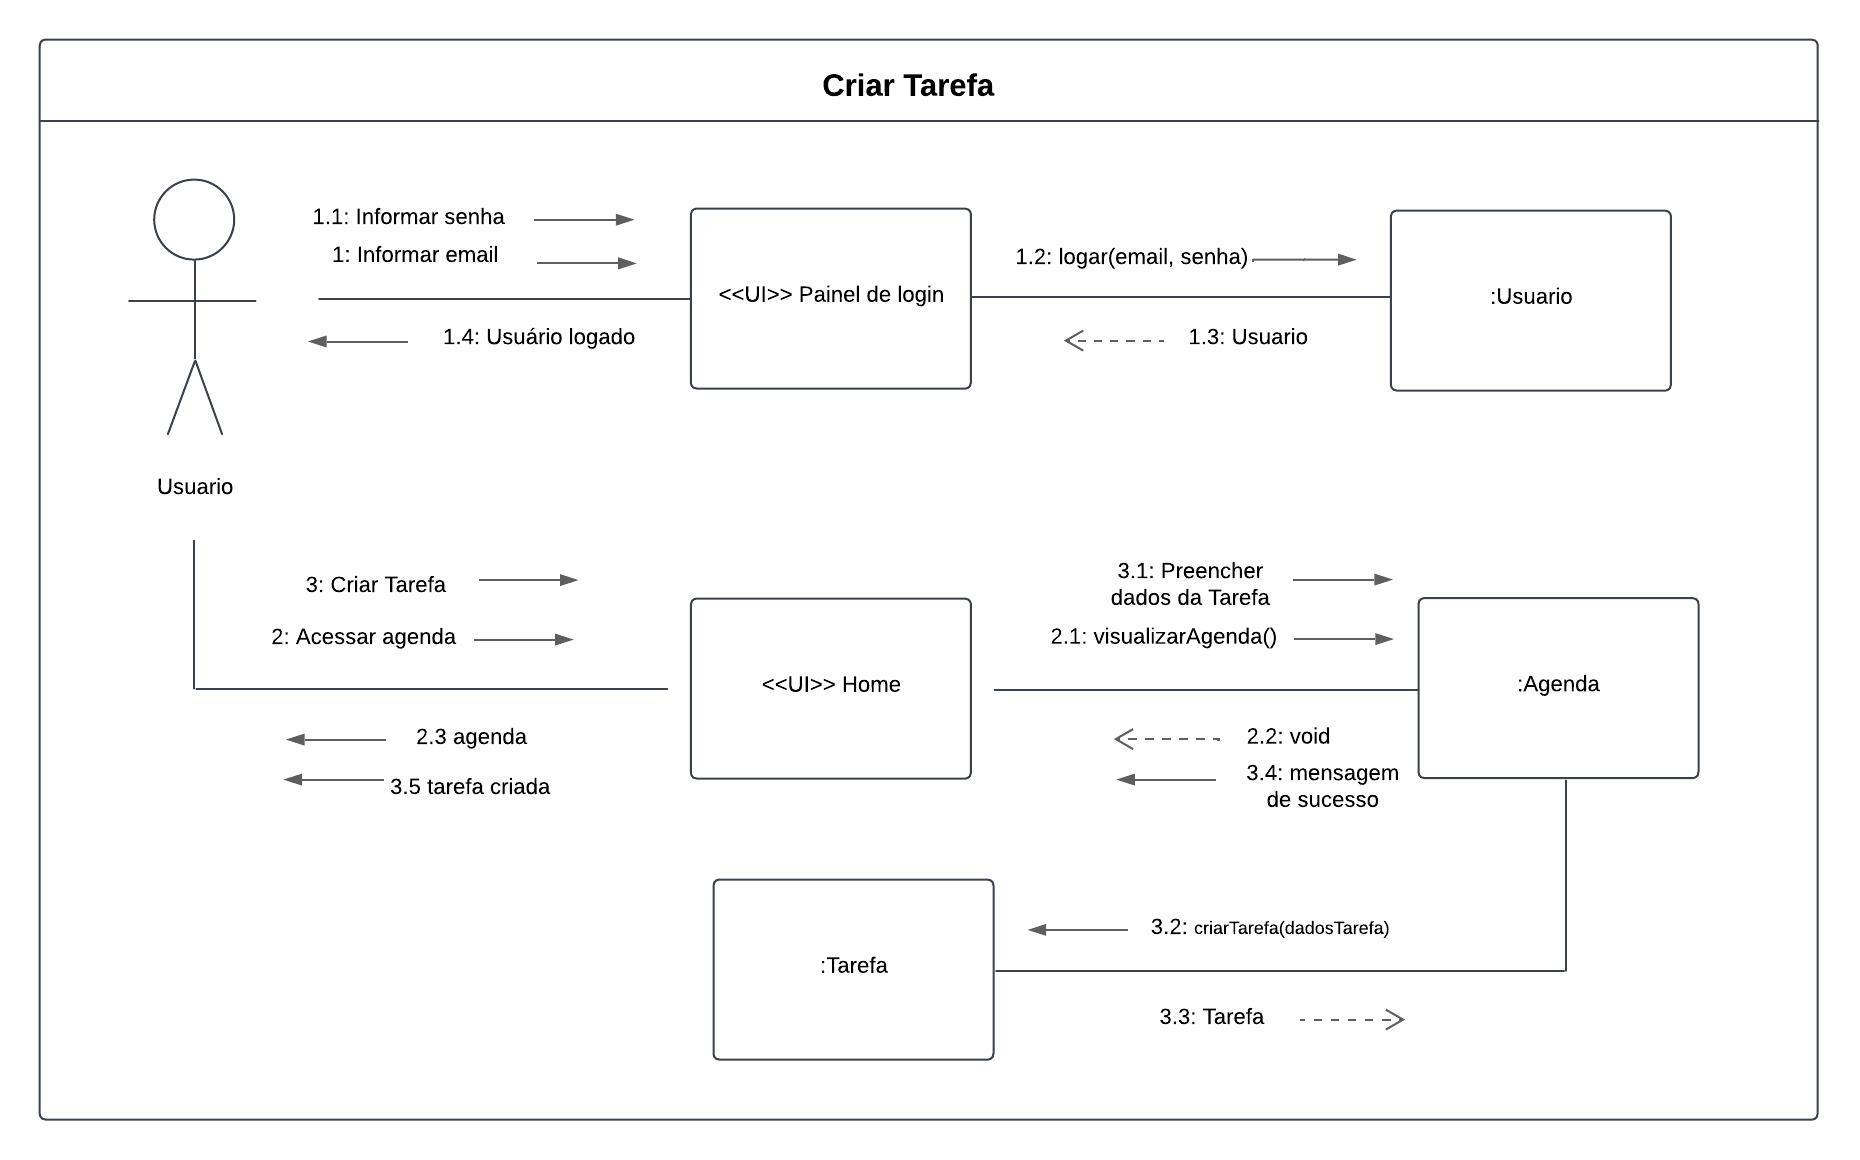 Criar Tarefa
1.1: Informar senha
1: Informar email
<<UI>> Painel de login
1.2: logar(email, senha)
:Usuario
1.4: Usuário logado
1.3: Usuario
Usuario
3: Criar Tarefa
2: Acessar agenda
<<UI>> Home
3.1: Preencher
dados da Tarefa
2.1: visualizarAgenda()
:Agenda
2.3 agenda
3.5 tarefa criada
2.2: void
3.4: mensagem
de sucesso
:Tarefa
3.2: criarTarefa(dadosTarefa)
3.3: Tarefa